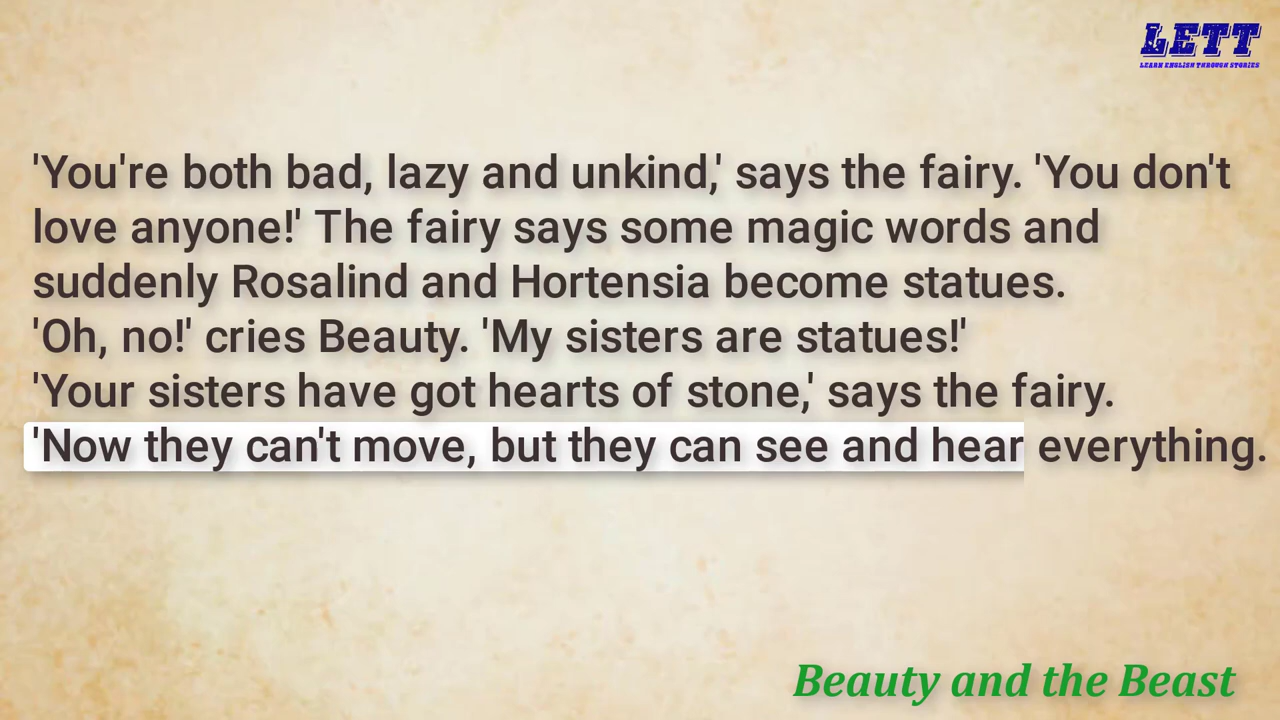 LETT
LEARN ENGLISH THROUGH STORIES
'You're both bad, lazy and unkind,' says the fairy. 'You don't
love anyone!' The fairy says some magic words and
suddenly Rosalind and Hortensia become statues.
'Oh, no!' cries Beauty. 'My sisters are statues!'
'Your sisters have got hearts of stone,' says the fairy.
'Now they can't move, but they can see and hear everything.
Beauty and the Beast